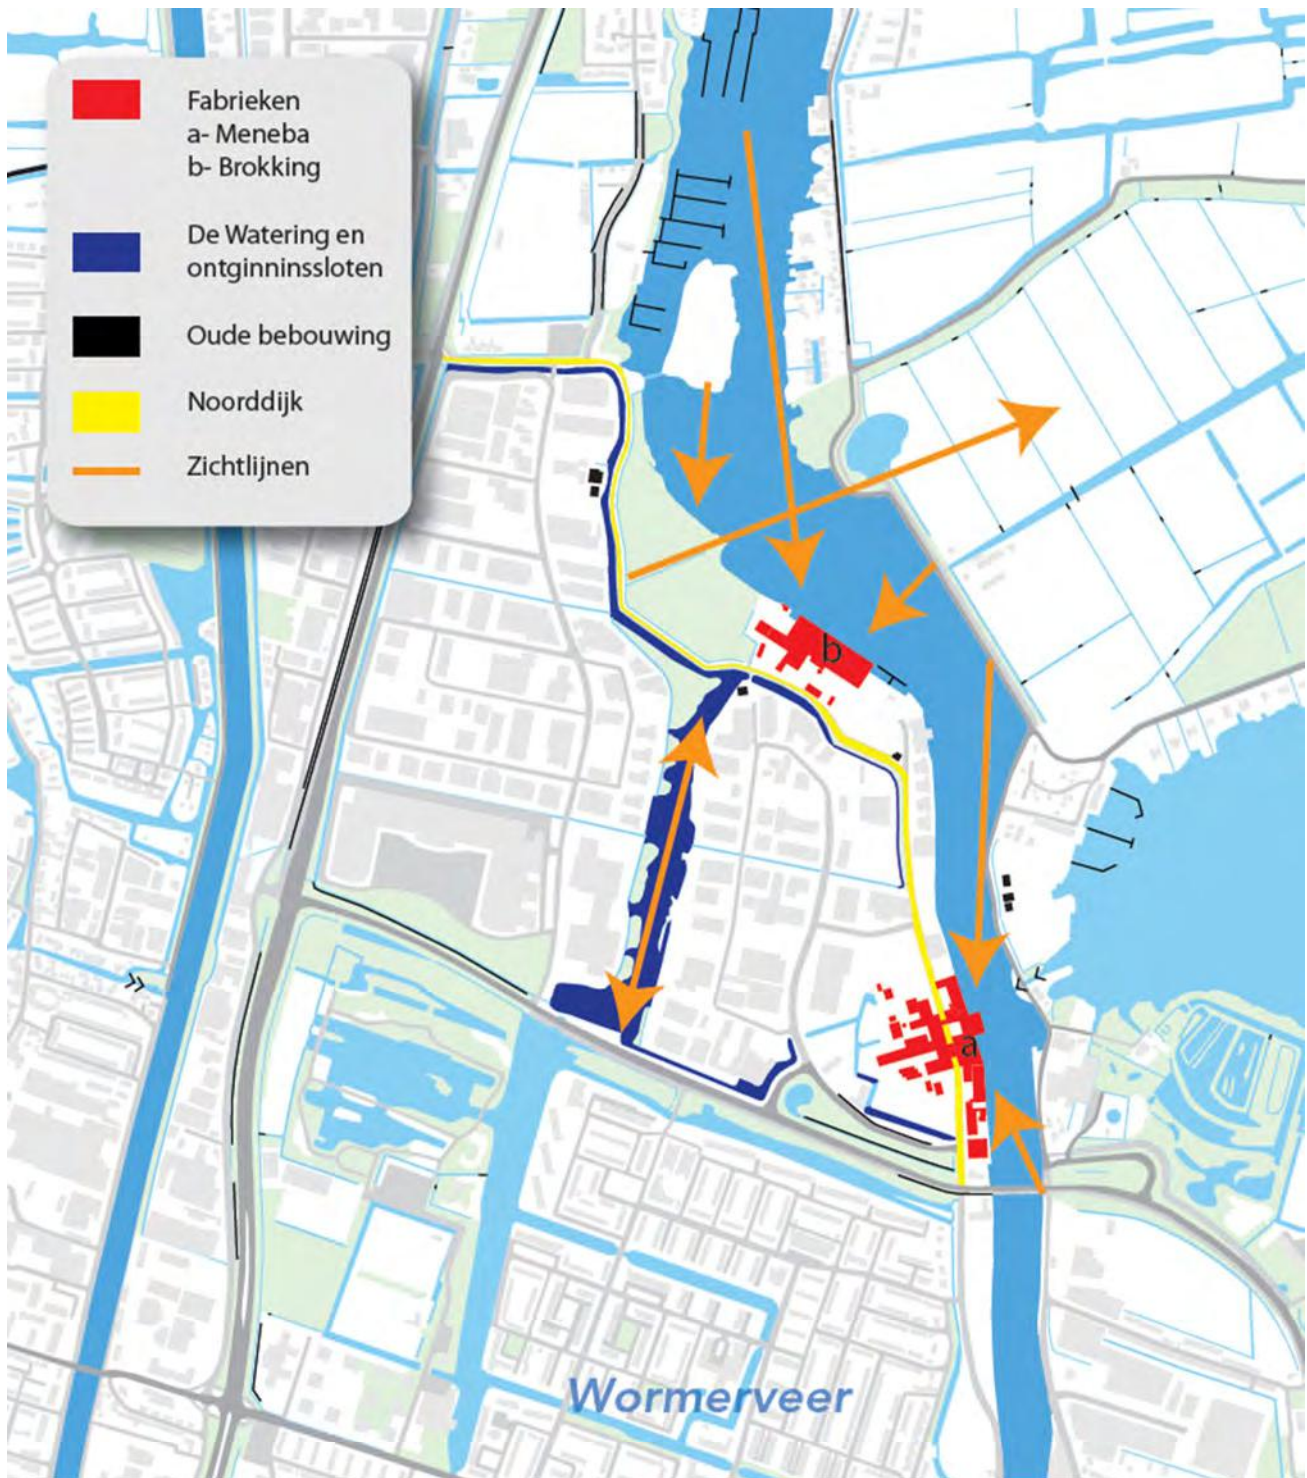 Fabrieken
a- Meneba
b- Brokking
De Watering en
ontginninssloten
Oude bebouwing
Noorddijk
Zichtlijnen
b
a
Wormerveer